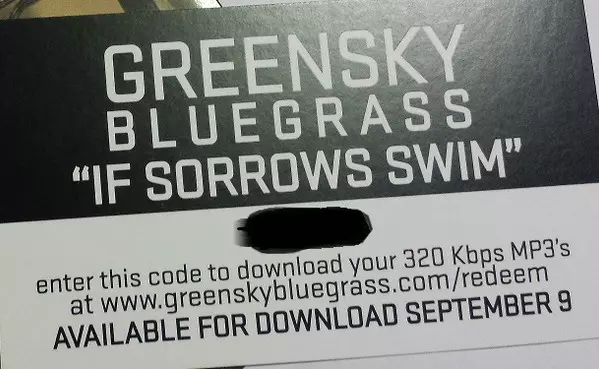 GREENSKY
BLUEGRASS
“IF SORROWS SWIM”
enter this code to download your 320 Kbps MP3's
at www.greenskybluegrass.com/redeem
AVAILABLE FOR DOWNLOAD SEPTEMBER 9